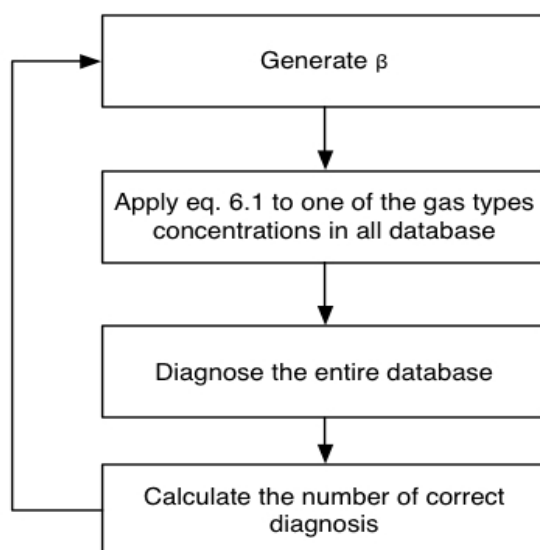 Generate β
Apply eq. 6.1 to one of the gas types
concentrations in all database
Diagnose the entire database
Calculate the number of correct
diagnosis